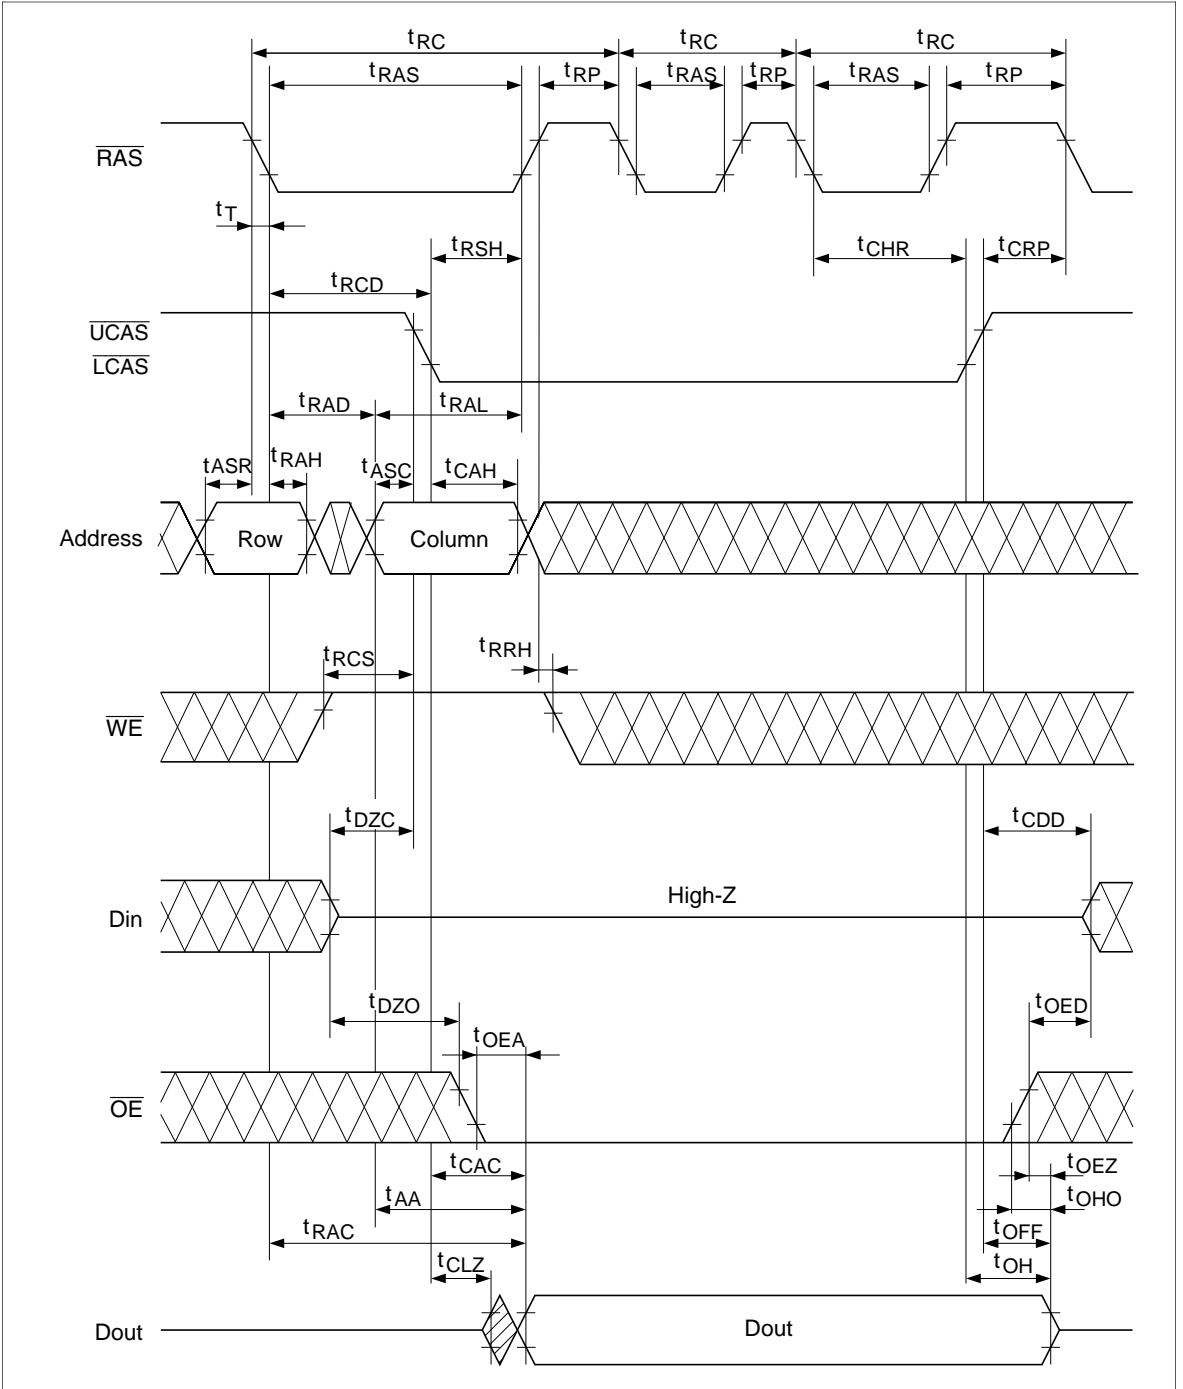 tRC tRC tRC
tRAS tRP tRAS tRP tRAS tRP
RAS
tT
tRSH tCHR tCRP
tRCD
UCAS
LCAS
tRAD tRAL
tASR tRAH tASC tCAH
Address Row Column
tRCS tRRH
WE
tDZC tCDD
Din High-Z
tDZO tOED
tOEA
OE
tCAC tOEZ
tAA tOHO
tRAC tOFF
tCLZ tOH
Dout Dout